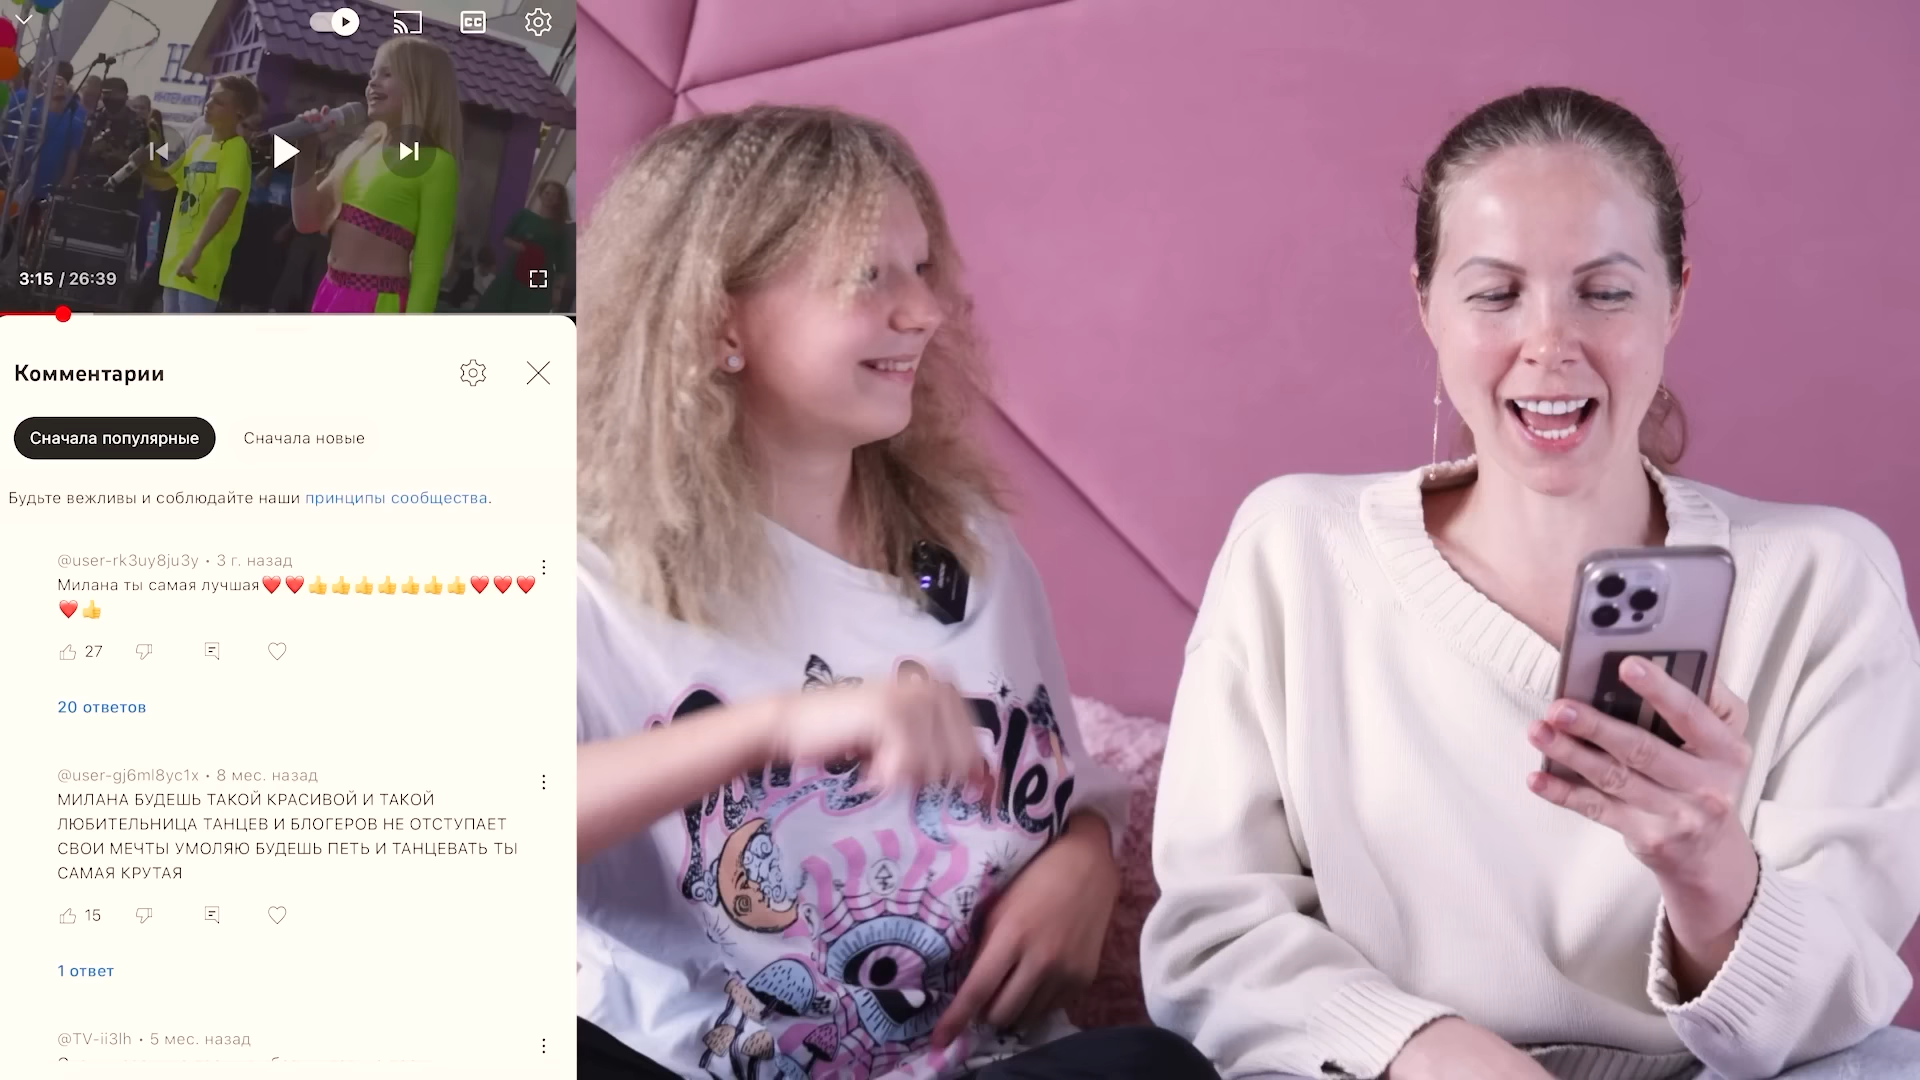 3:15 / 26:39
CC
Комментарии
Сначала популярные
Сначала новые
Будьте вежливы и соблюдайте наши принципы сообщества.
@user-rk3uy8ju3y • 3 г. назад
Милана ты самая лучшая❤️❤️👍👍👍👍👍👍👍❤️❤️❤️
❤️👍
27
20 ответов
@user-gj6ml8yc1x • 8 мес. назад
МИЛАНА БУДЕШЬ ТАКОЙ КРАСИВОЙ И ТАКОЙ
ЛЮБИТЕЛЬНИЦА ТАНЦЕВ И БЛОГЕРОВ НЕ ОТСТУПАЕТ
СВОИ МЕЧТЫ УМОЛЯЮ БУДЕШЬ ПЕТЬ И ТАНЦЕВАТЬ ТЫ
САМАЯ КРУТАЯ
15
1 ответ
@TV-ii3lh • 5 мес. назад